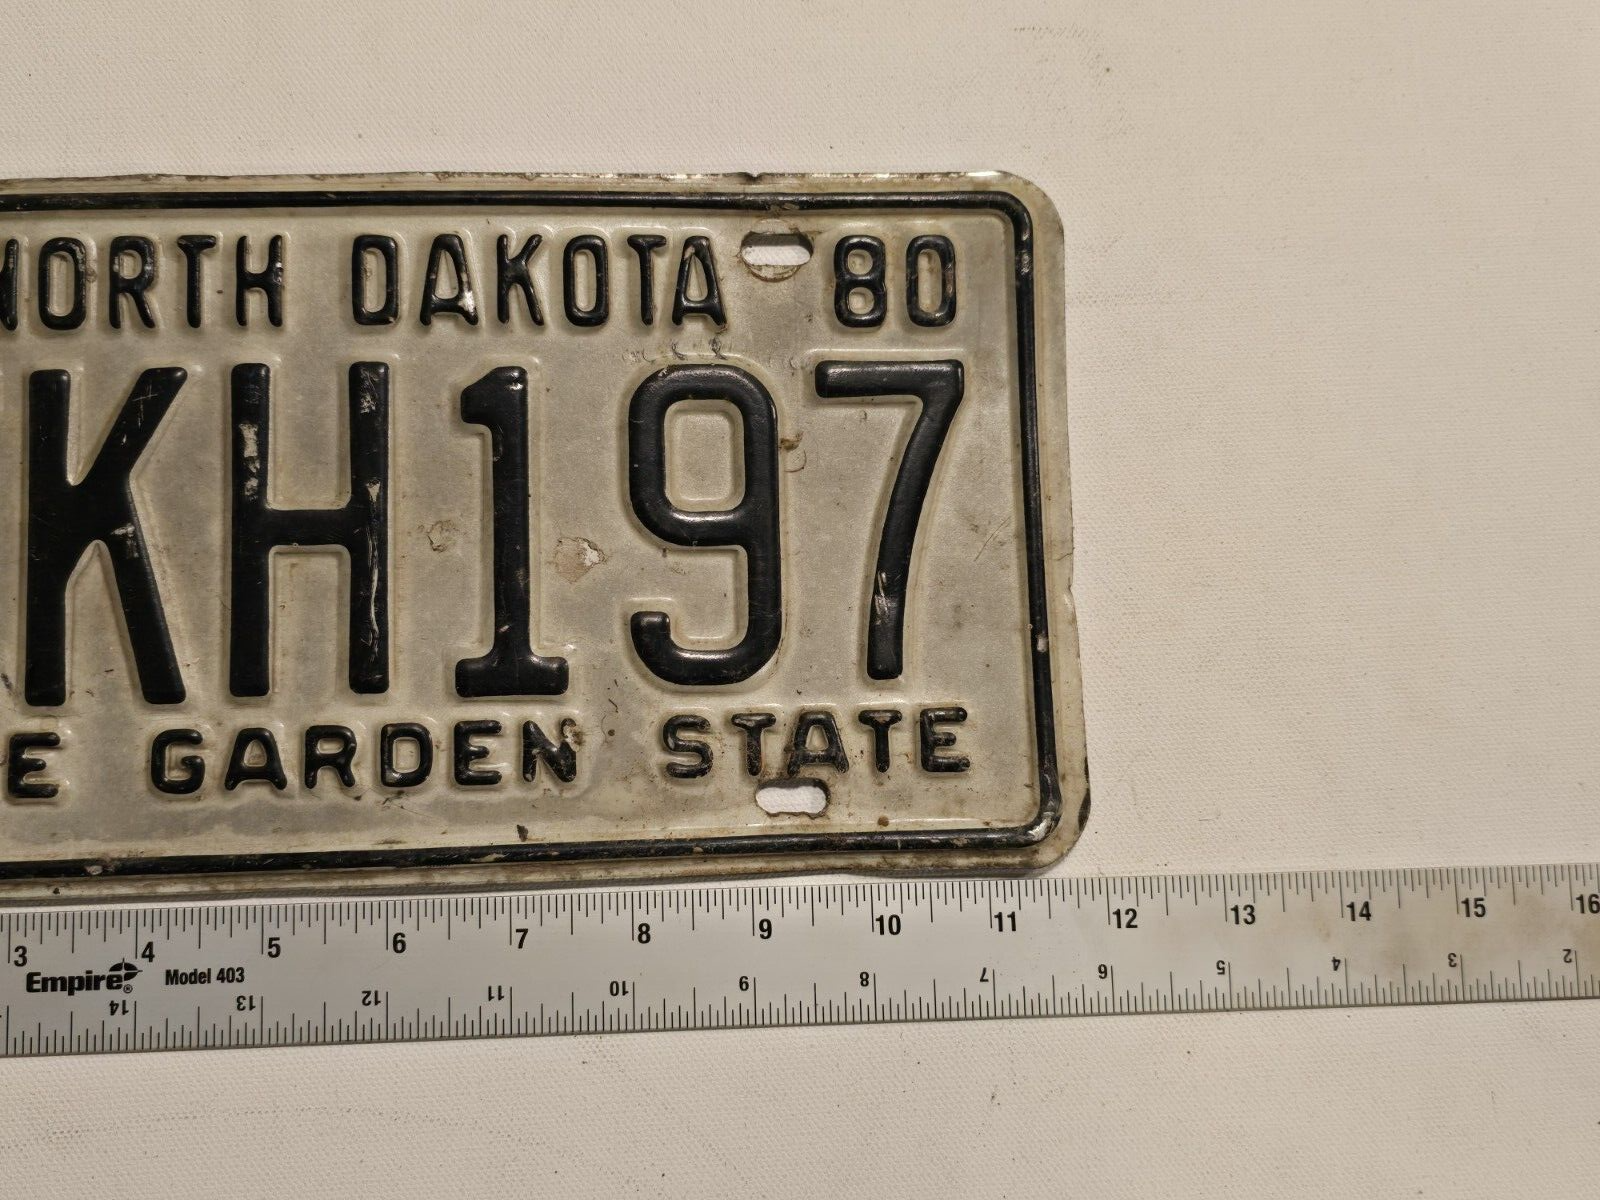 NORTH DAKOTA 80
KH197
E GARDEN STATE
3 4 5 6 7 8 9 10 11 12 13 14 15 16
Empire® Model 403
14 13 12 11 10 9 8 7 6 5 4 3 2